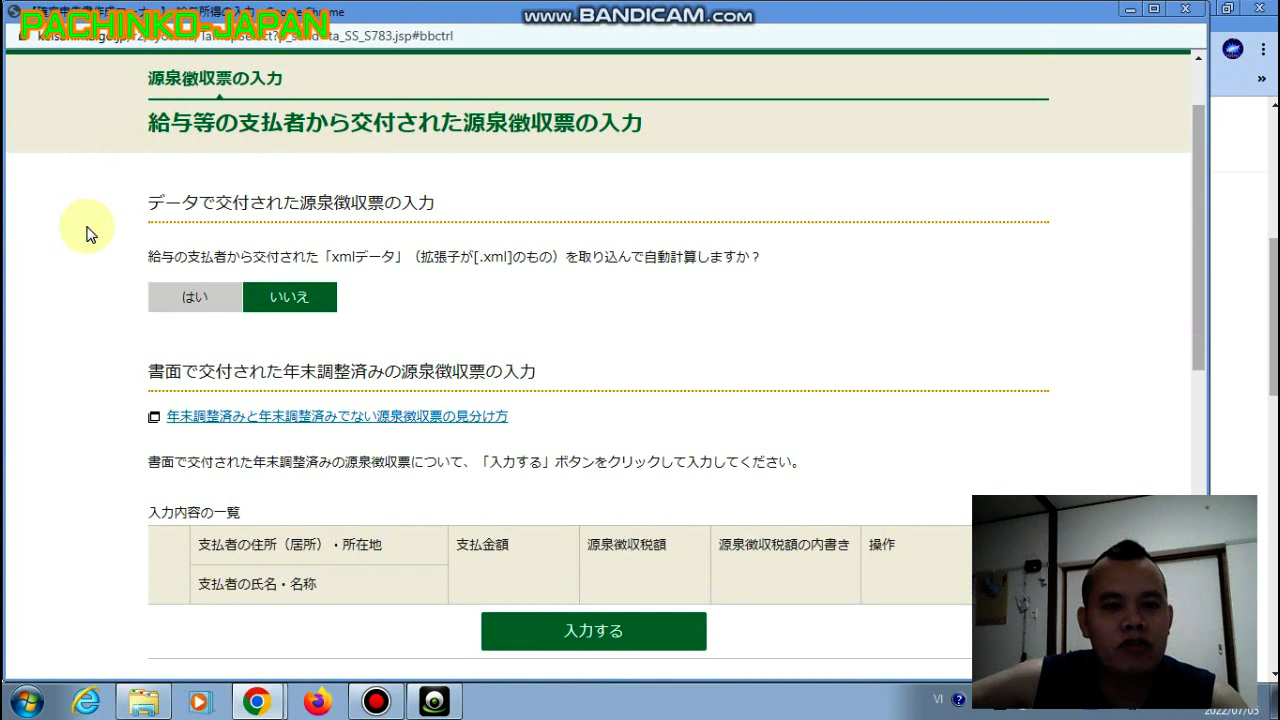 PACHINKO-JAPAN
www.BANDICAM.com
源泉徴収票の入力
給与等の支払者から交付された源泉徴収票の入力
データで交付された源泉徴収票の入力
給与の支払者から交付された「xmlデータ」（拡張子が[.xml]のもの）を取り込んで自動計算しますか？
はい
いいえ
書面で交付された年末調整済みの源泉徴収票の入力
年末調整済みと年末調整済みでない源泉徴収票の見分け方
書面で交付された年末調整済みの源泉徴収票について、「入力する」ボタンをクリックして入力してください。
入力内容の一覧
支払者の住所（居所）・所在地
支払金額
源泉徴収税額
源泉徴収税額の内書き
操作
支払者の氏名・名称
入力する
VI